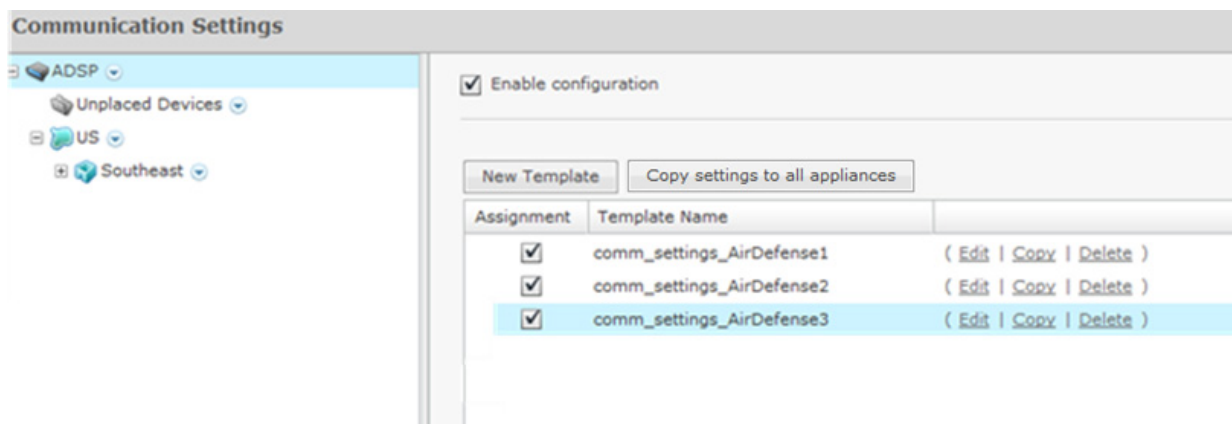 Communication Settings
ADSP
Unplaced Devices
US
Southeast
Enable configuration
New Template
Copy settings to all appliances
Assignment Template Name
comm_settings_AirDefense1 ( Edit | Copy | Delete )
comm_settings_AirDefense2 ( Edit | Copy | Delete )
comm_settings_AirDefense3 ( Edit | Copy | Delete )